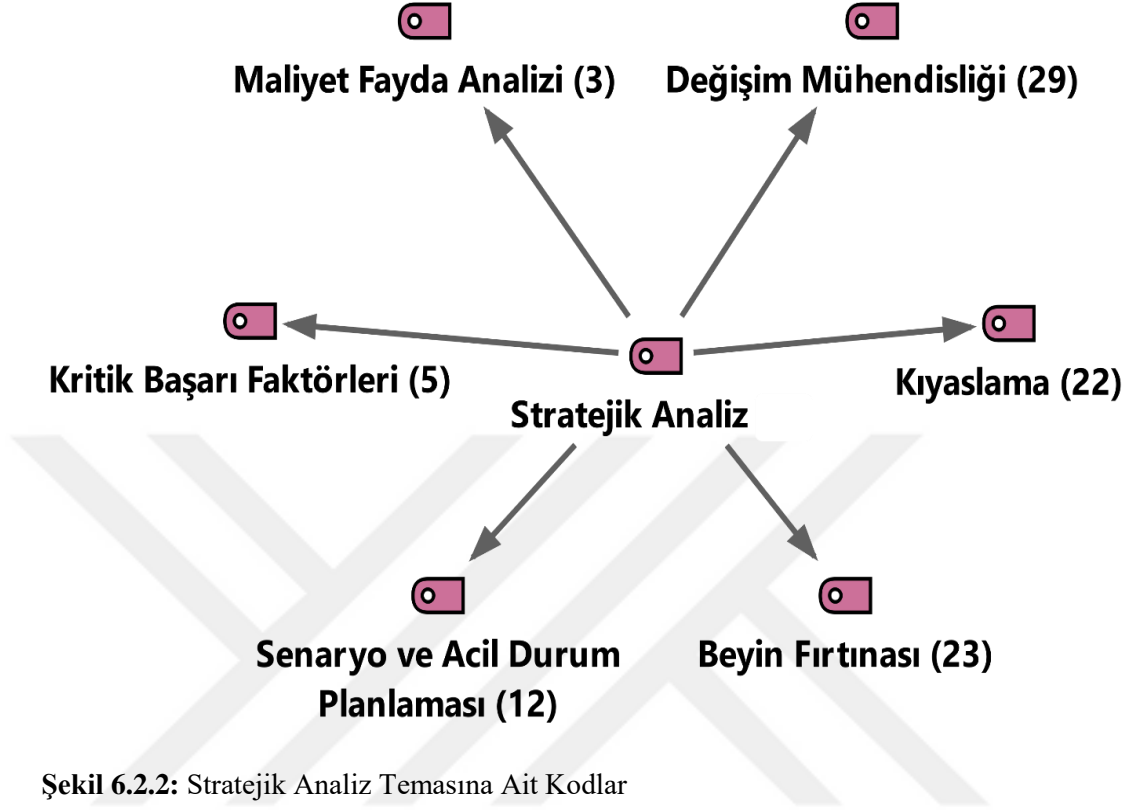 Maliyet Fayda Analizi (3)
Değişim Mühendisliği (29)
Kritik Başarı Faktörleri (5)
Kıyaslama (22)
Stratejik Analiz
Senaryo ve Acil Durum
Planlaması (12)
Beyin Fırtınası (23)
Şekil 6.2.2: Stratejik Analiz Temasına Ait Kodlar